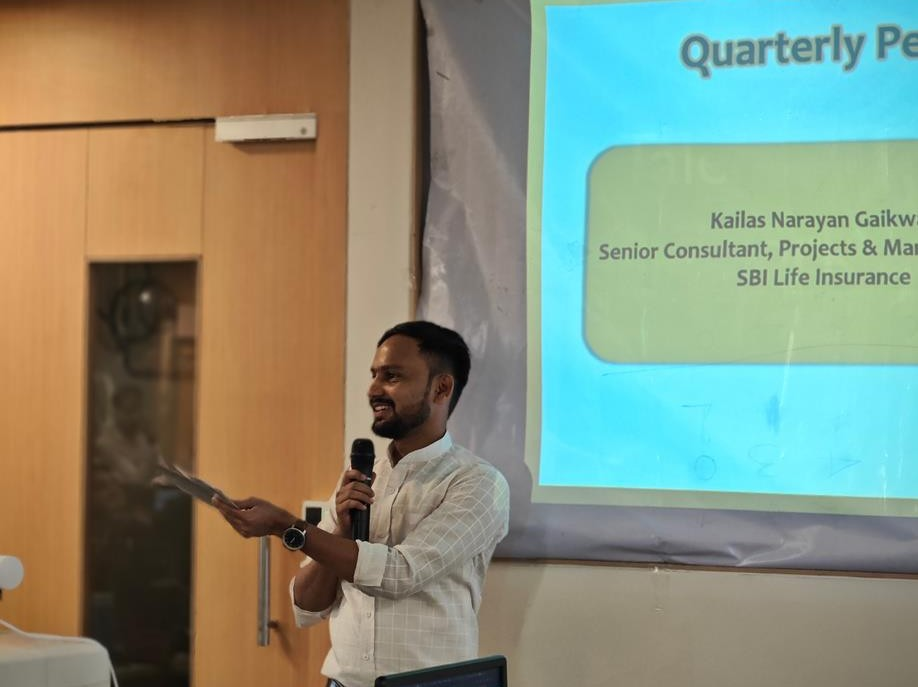 Quarterly Pe
Kailas Narayan Gaikwa
Senior Consultant, Projects & Mar
SBI Life Insurance